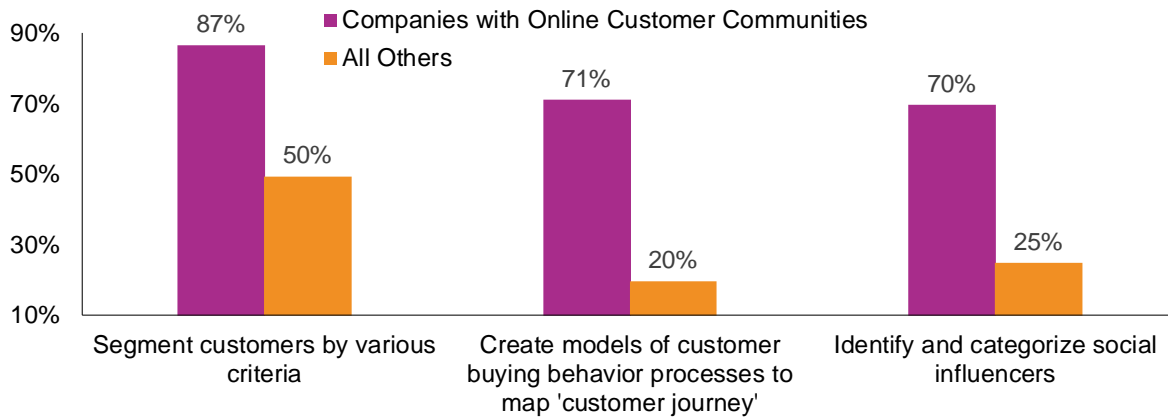 Companies with Online Customer Communities
All Others
90%
70%
50%
30%
10%
87%
50%
71%
20%
70%
25%
Segment customers by various
criteria
Create models of customer
buying behavior processes to
map 'customer journey'
Identify and categorize social
influencers